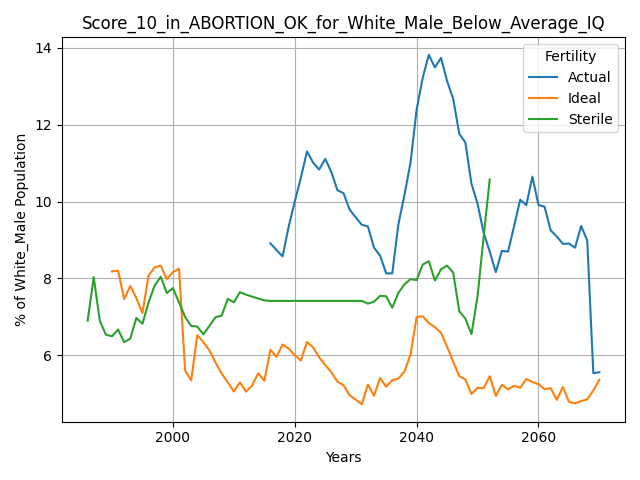 Score_10_in_ABORTION_OK_for_White_Male_Below_Average_IQ
% of White_Male Population
14
12
10
8
6
2000 2020 2040 2060
Years
Fertility
Actual
Ideal
Sterile